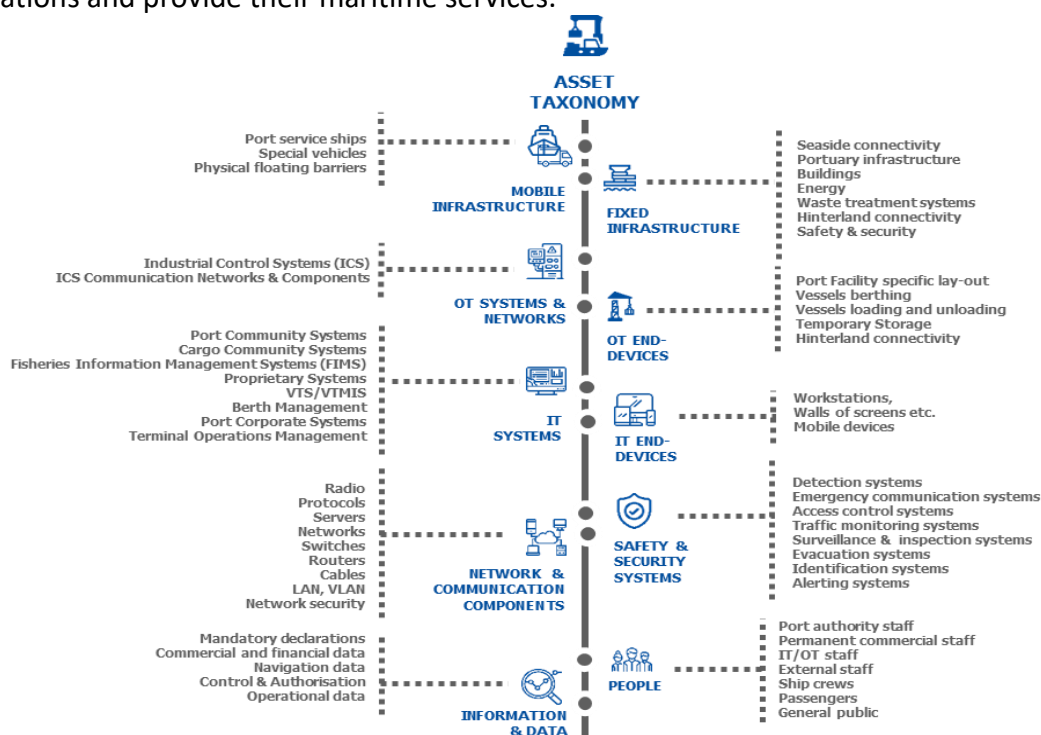 ations and provide their maritime services.
ASSET
TAXONOMY
Port service ships
Special vehicles
Physical floating barriers
MOBILE
INFRASTRUCTURE
Seaside connectivity
Portuary infrastructure
Buildings
Energy
Waste treatment systems
Hinterland connectivity
Safety & security
FIXED
INFRASTRUCTURE
Industrial Control Systems (ICS)
ICS Communication Networks & Components
OT SYSTEMS &
NETWORKS
Port Facility specific lay-out
Vessels berthing
Vessels loading and unloading
Temporary Storage
Hinterland connectivity
OT END-
DEVICES
Port Community Systems
Cargo Community Systems
Fisheries Information Management Systems (FIMS)
Proprietary Systems
VTS/VTMIS
Berth Management
Port Corporate Systems
Terminal Operations Management
IT
SYSTEMS
Workstations,
Walls of screens etc.
Mobile devices
IT END-
DEVICES
Radio
Protocols
Servers
Networks
Switches
Routers
Cables
LAN, VLAN
Network security
NETWORK &
COMMUNICATION
COMPONENTS
Detection systems
Emergency communication systems
Access control systems
Traffic monitoring systems
Surveillance & inspection systems
Evacuation systems
Identification systems
Alerting systems
SAFETY &
SECURITY
SYSTEMS
Mandatory declarations
Commercial and financial data
Navigation data
Control & Authorisation
Operational data
INFORMATION
& DATA
Port authority staff
Permanent commercial staff
IT/OT staff
External staff
Ship crews
Passengers
General public
PEOPLE